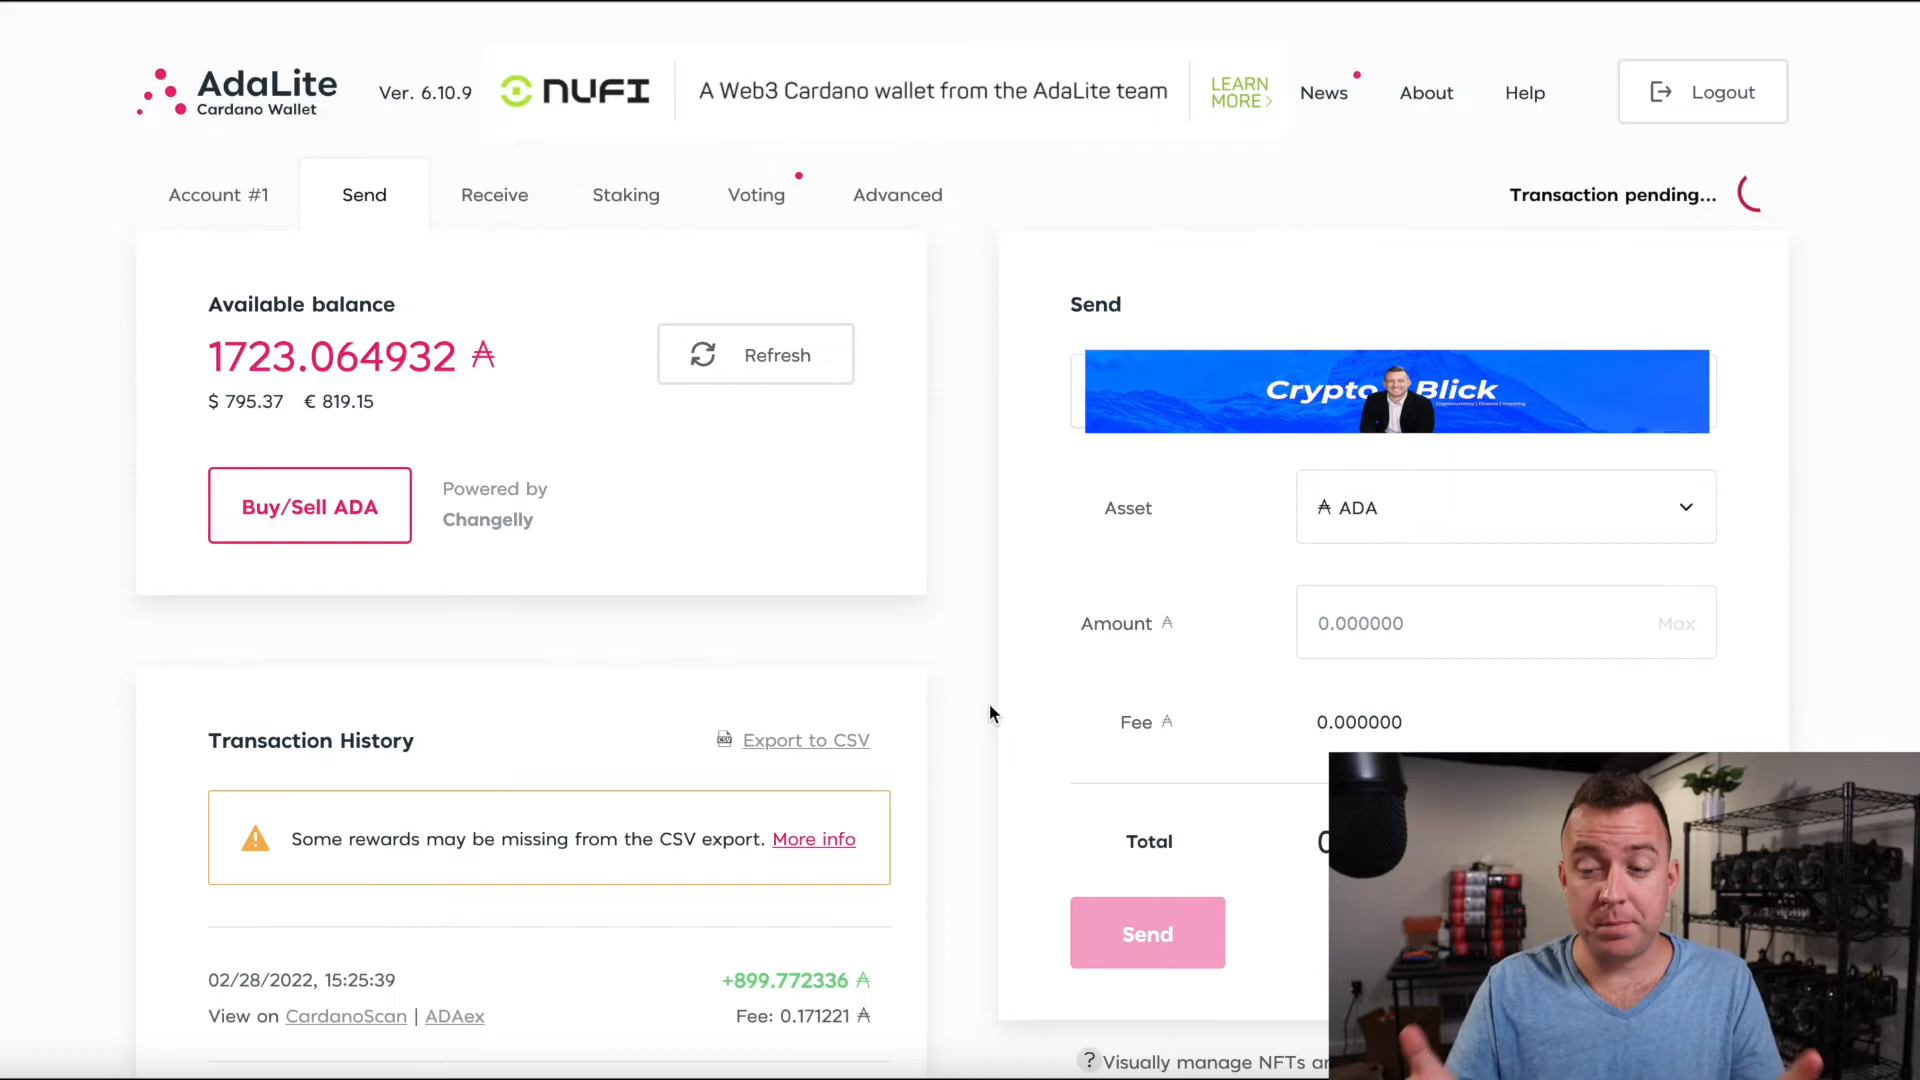 AdaLite
Cardano Wallet
Ver. 6.10.9
NUFI
A Web3 Cardano wallet from the AdaLite team
LEARN
MORE
News
About
Help
Logout
Account #1
Send
Receive
Staking
Voting
Advanced
Transaction pending...
Available balance
1723.064932 ₳
$ 795.37 € 819.15
Refresh
Buy/Sell ADA
Powered by
Changelly
Send
Crypto Blick
Cryptocurrency | Finance | Investing
Asset
₳ ADA
Amount ₳
0.000000
Max
Fee ₳
0.000000
Total
Send
Transaction History
Export to CSV
Some rewards may be missing from the CSV export. More info
02/28/2022, 15:25:39
+899.772336 ₳
View on CardanoScan | ADAex
Fee: 0.171221 ₳
? Visually manage NFTs